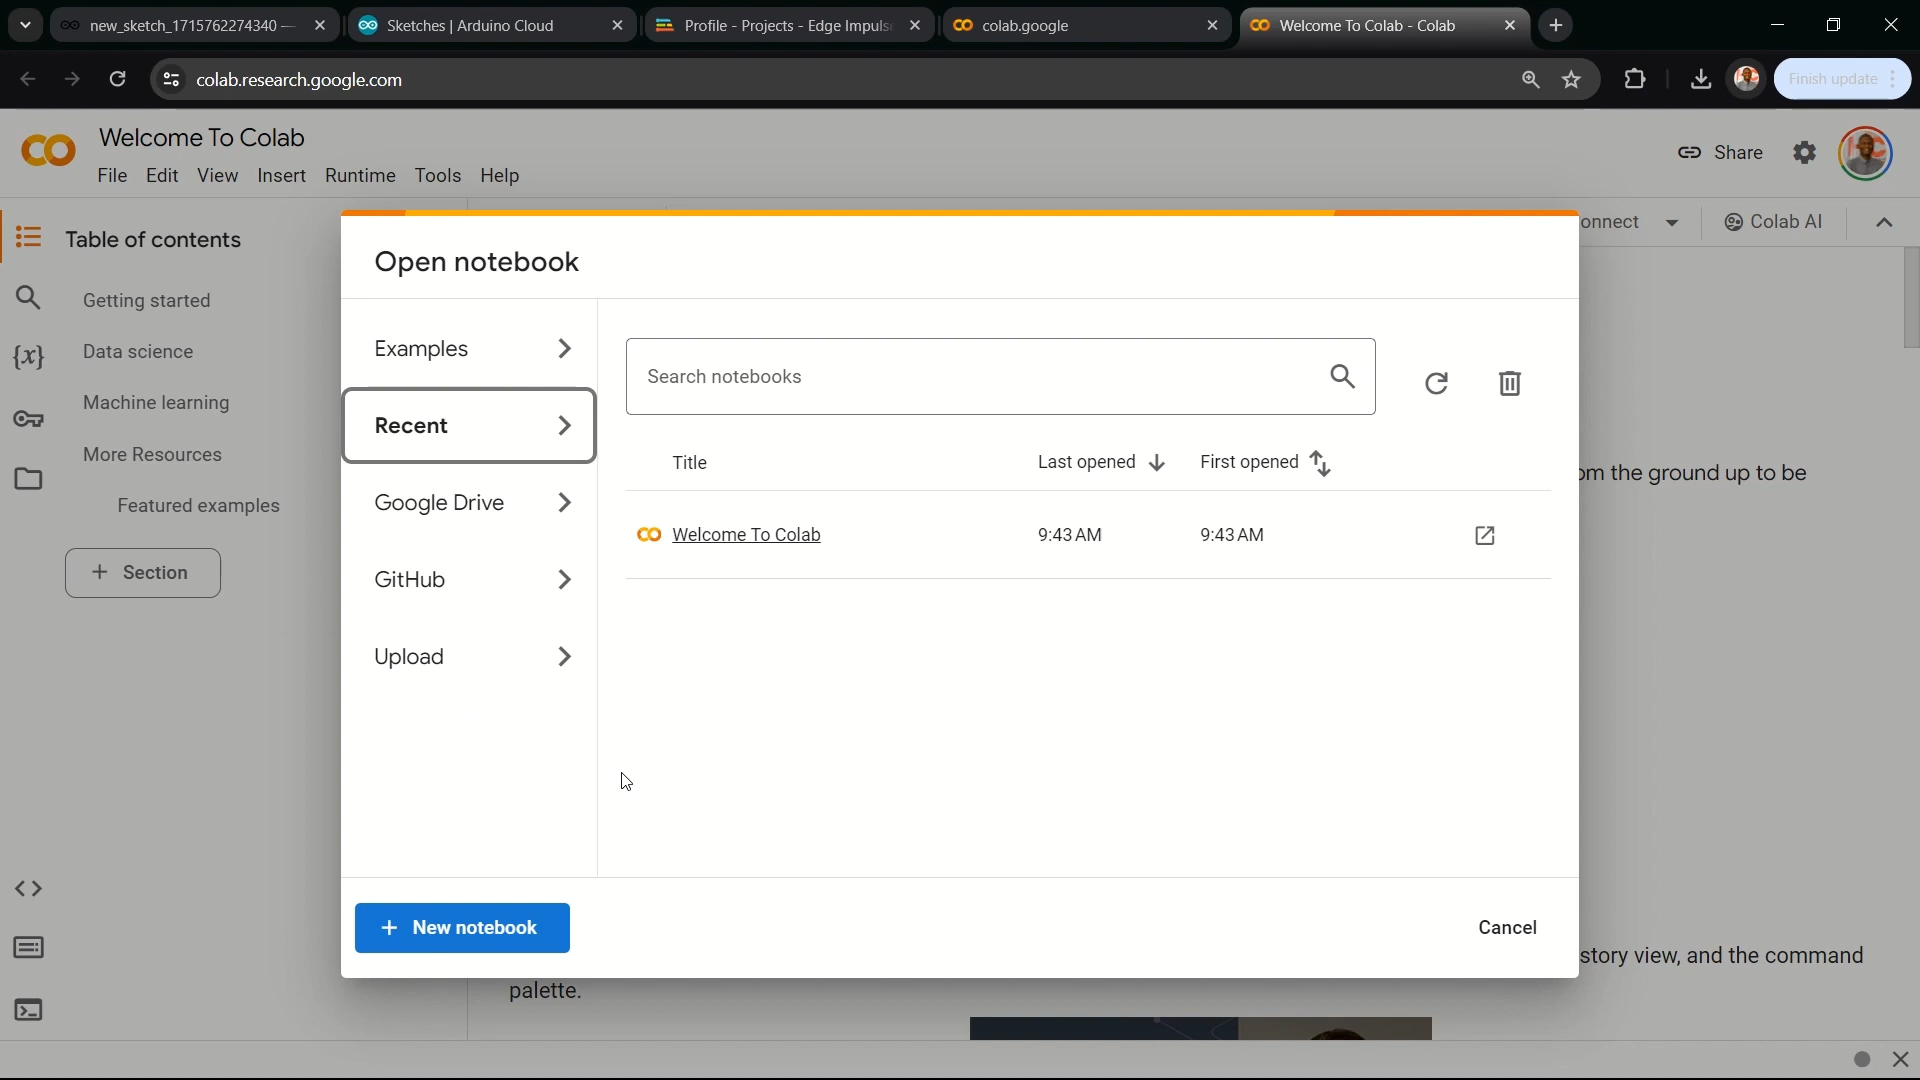 new_sketch_1715762274340 —
Sketches | Arduino Cloud
Profile - Projects - Edge Impuls
colab.google
Welcome To Colab - Colab
colab.research.google.com
Finish update
Welcome To Colab
File Edit View Insert Runtime Tools Help
Share
Table of contents
onnect
Colab AI
Getting started
Data science
Machine learning
More Resources
Featured examples
+ Section
Open notebook
Examples
Recent
Google Drive
GitHub
Upload
Search notebooks
Title Last opened First opened
Welcome To Colab 9:43 AM 9:43 AM
+ New notebook
Cancel
om the ground up to be
story view, and the command
palette.